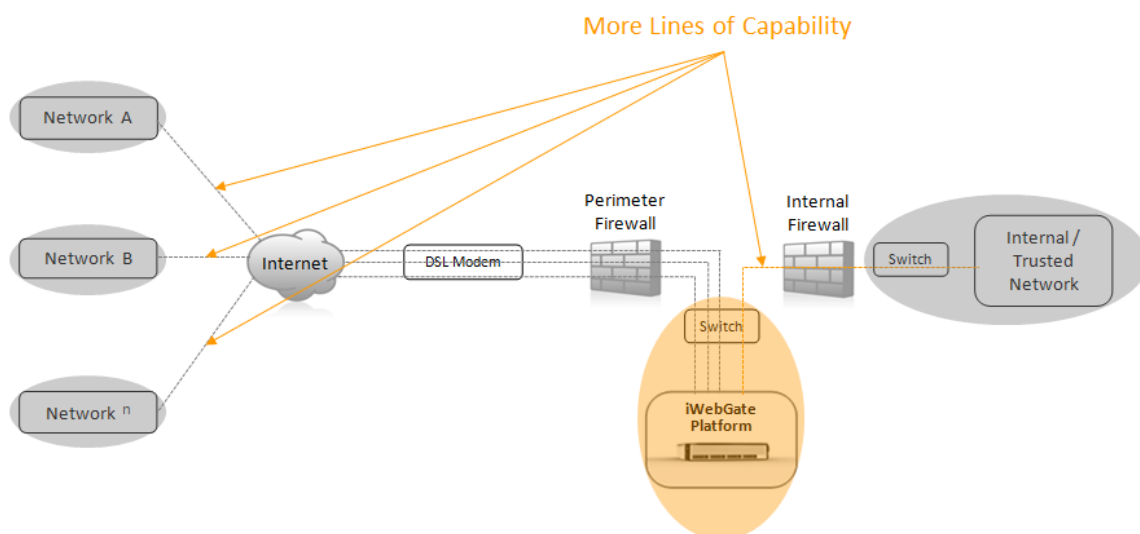 More Lines of Capability
Network A
Perimeter
Firewall
Internal
Firewall
Network B
Internet
DSL Modem
Switch
Internal /
Trusted
Network
Switch
Network n
iWebGate
Platform